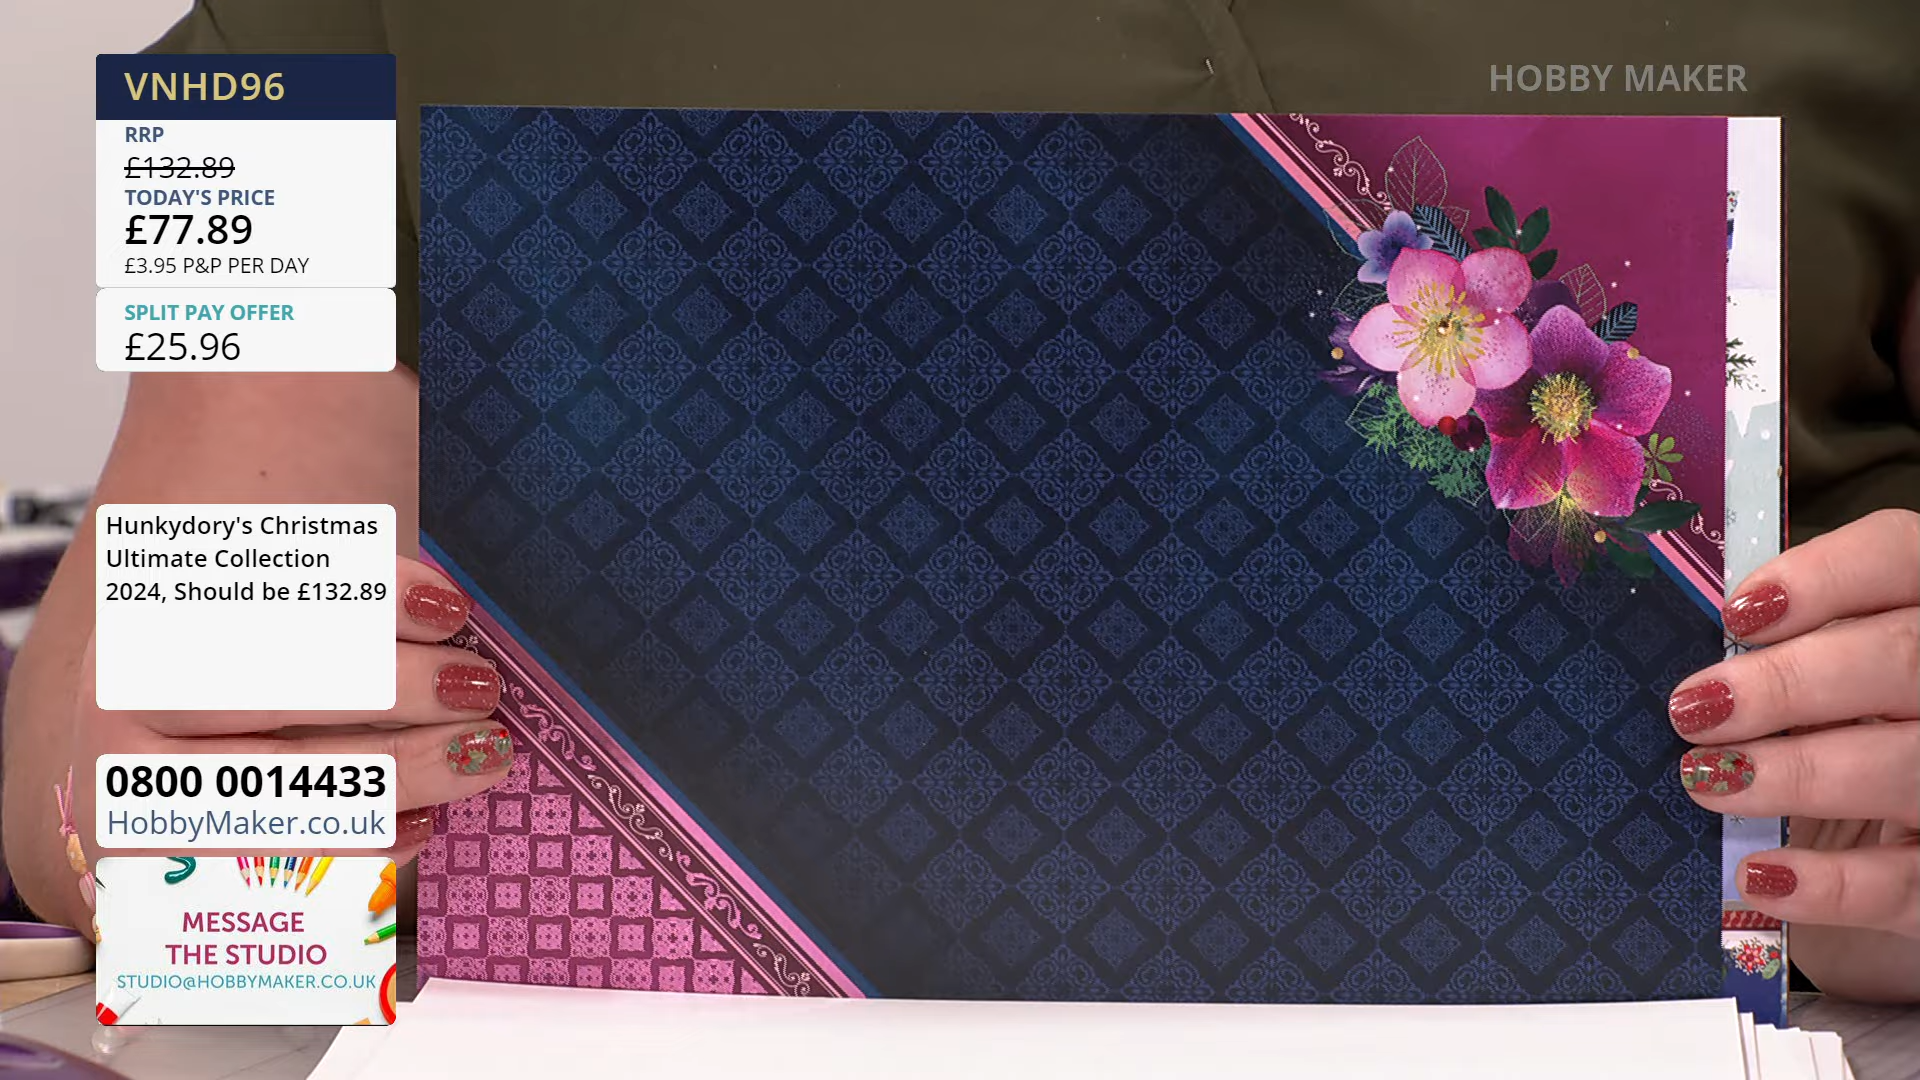 VNHD96
RRP
£132.89
TODAY'S PRICE
£77.89
£3.95 P&P PER DAY
SPLIT PAY OFFER
£25.96
Hunkydory's Christmas
Ultimate Collection
2024, Should be £132.89
0800 0014433
HobbyMaker.co.uk
MESSAGE
THE STUDIO
STUDIO@HOBBYMAKER.CO.UK
HOBBY MAKER